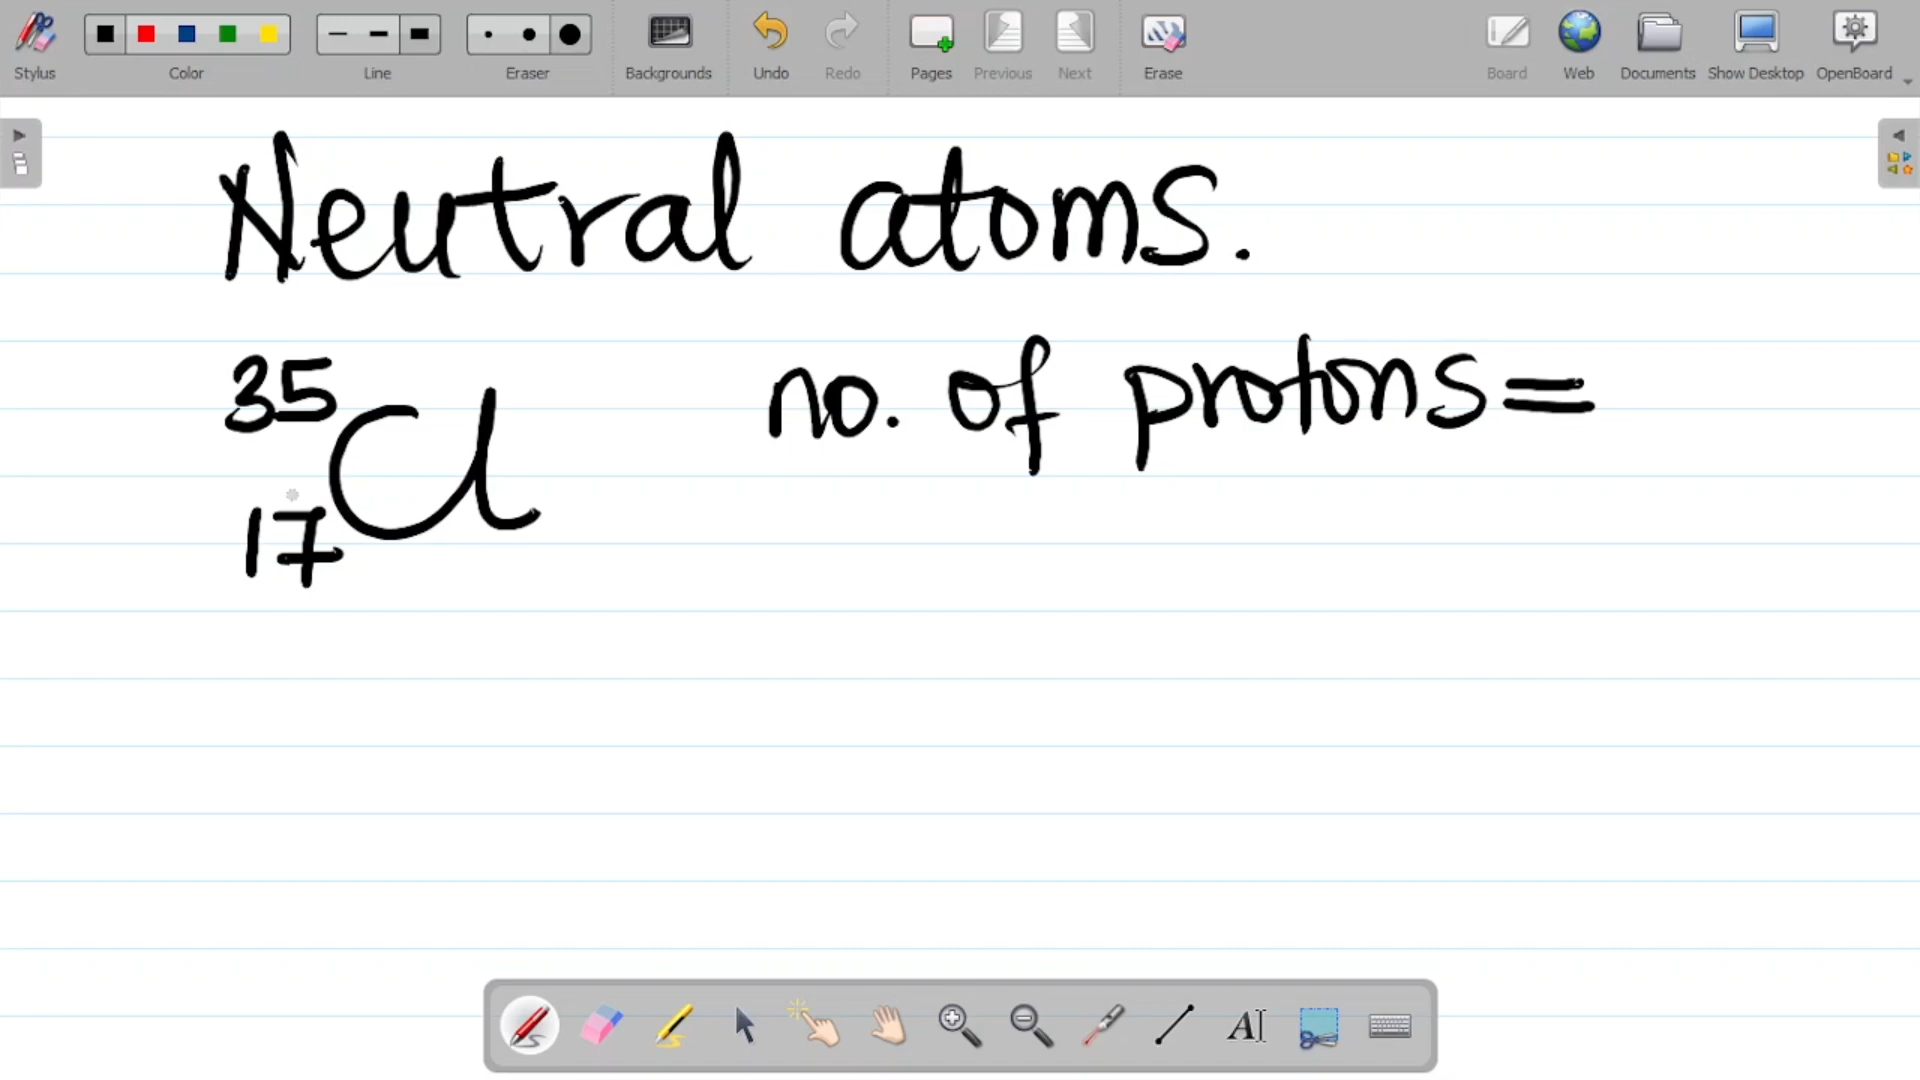 Stylus Color Line Eraser Backgrounds Undo Redo Pages Previous Next Erase Board Web Documents Show Desktop OpenBoard
Neutral atoms.
35
Cl no. of protons=
17